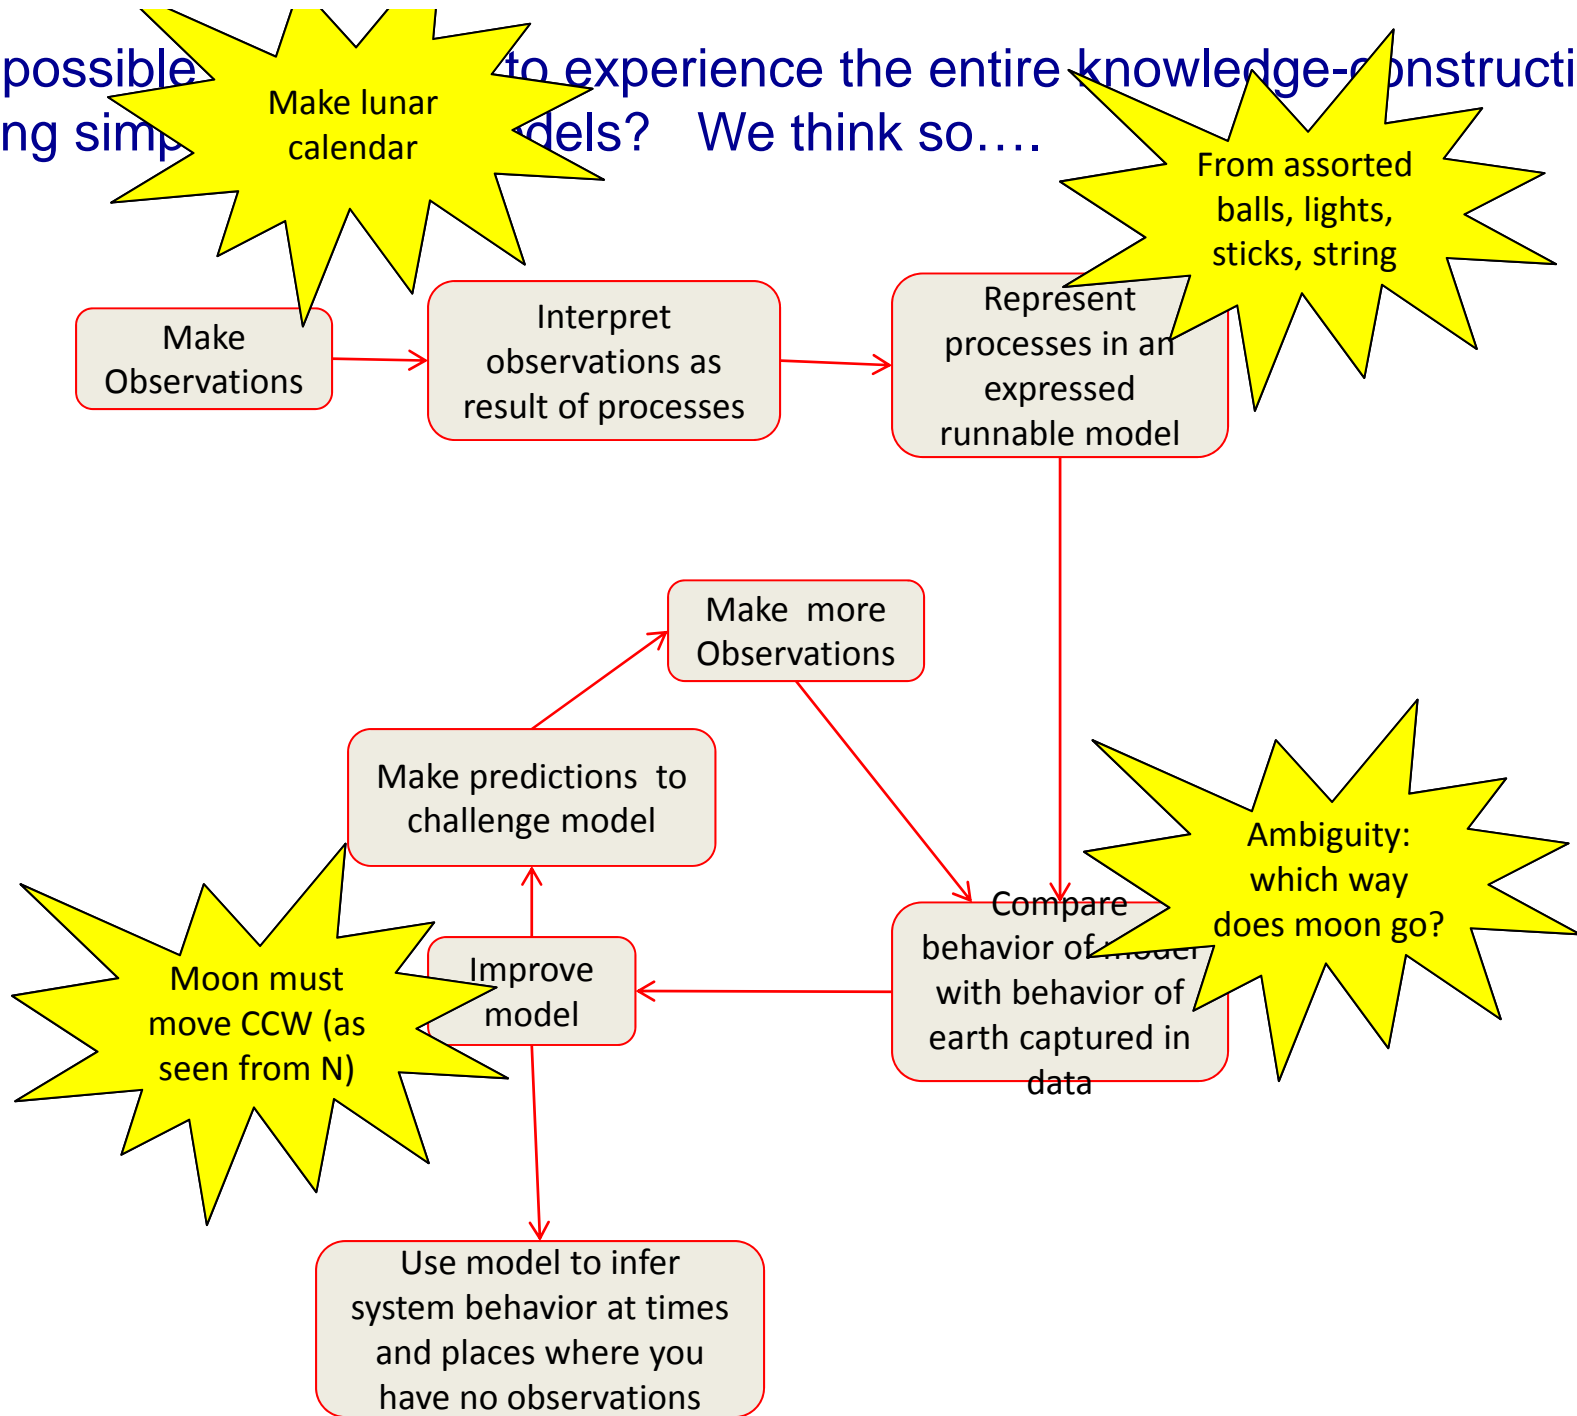 possible to experience the entire knowledge-constructi
ng simp dels? We think so….
Make lunar
calendar
From assorted
balls, lights,
sticks, string
Make
Observations
Interpret
observations as
result of processes
Represent
processes in an
expressed
runnable model
Make more
Observations
Make predictions to
challenge model
Ambiguity:
which way
does moon go?
Compare
behavior of model
with behavior of
earth captured in
data
Improve
model
Moon must
move CCW (as
seen from N)
Use model to infer
system behavior at times
and places where you
have no observations